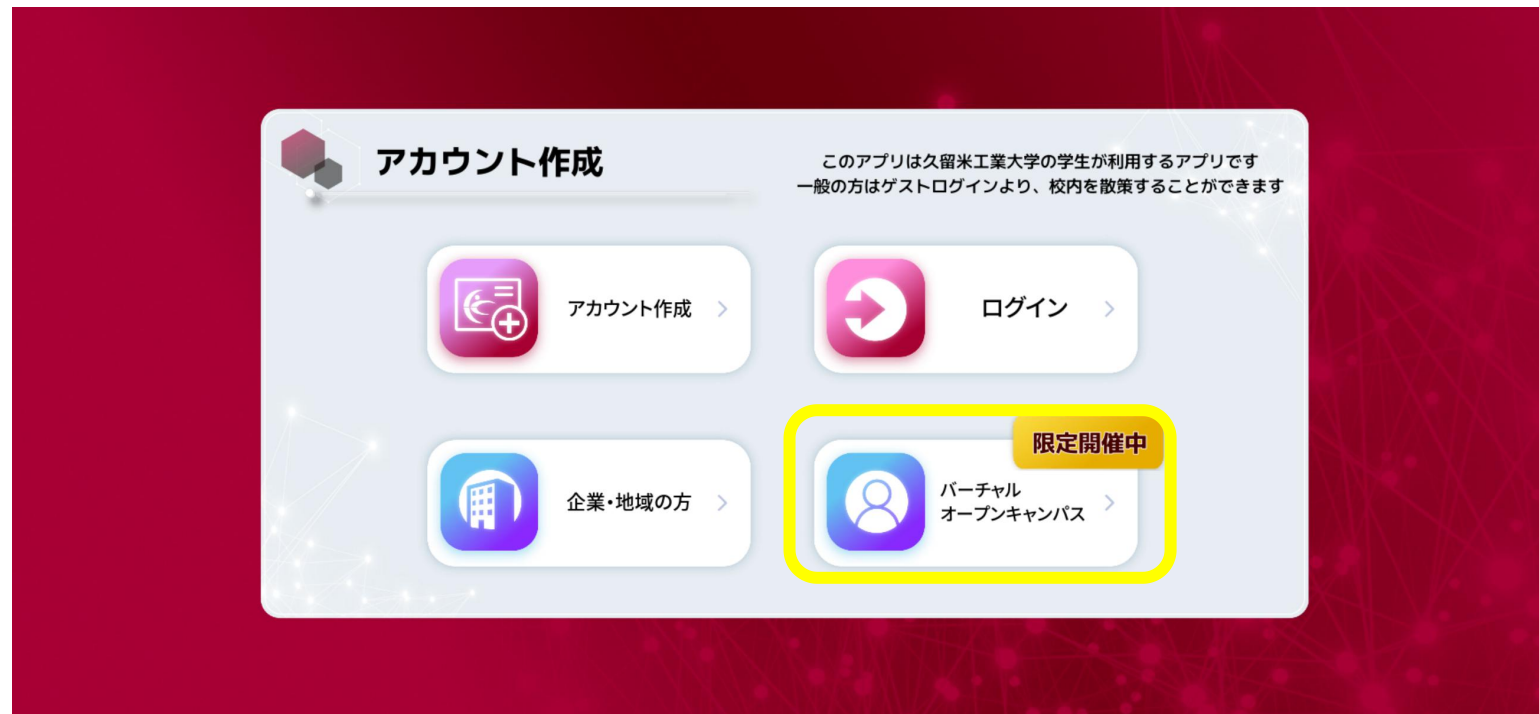 アカウント作成
このアプリは久留米工業大学の学生が利用するアプリです
一般の方はゲストログインより、校内を散策することができます
アカウント作成
ログイン
企業・地域の方
限定開催中
バーチャル
オープンキャンパス